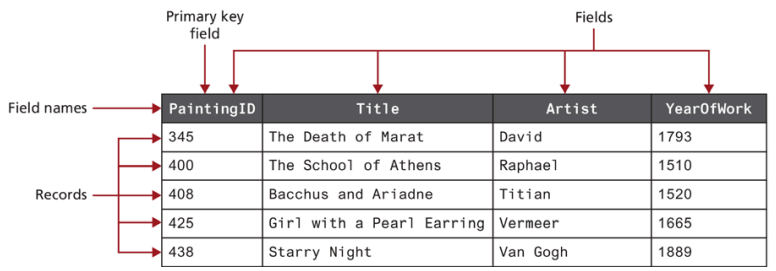 Primary key
field
Fields
Field names
PaintingID Title Artist YearOfWork
345 The Death of Marat David 1793
400 The School of Athens Raphael 1510
Records
408 Bacchus and Ariadne Titian 1520
425 Girl with a Pearl Earring Vermeer 1665
438 Starry Night Van Gogh 1889